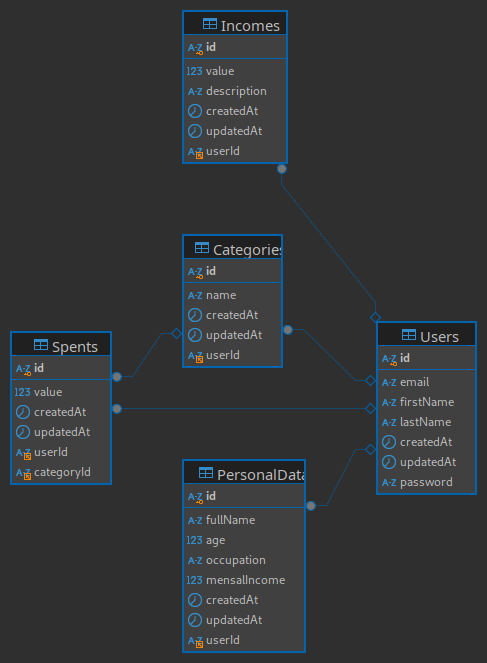 Incomes
A-Z id
123 value
A-Z description
createdAt
updatedAt
A-Z userId
Categories
A-Z id
A-Z name
createdAt
updatedAt
A-Z userId
Spents
A-Z id
123 value
createdAt
updatedAt
A-Z userId
A-Z categoryId
Users
A-Z id
A-Z email
A-Z firstName
A-Z lastName
createdAt
updatedAt
A-Z password
PersonalData
A-Z id
A-Z fullName
123 age
A-Z occupation
123 mensalIncome
createdAt
updatedAt
A-Z userId